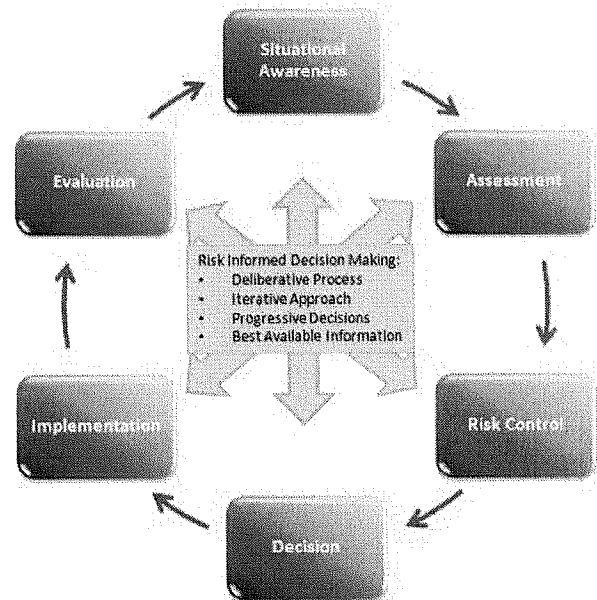 Situational
Awareness
Evaluation
Assessment
Risk Informed Decision Making:
• Deliberative Process
• Iterative Approach
• Progressive Decisions
• Best Available Information
Implementation
Risk Control
Decision